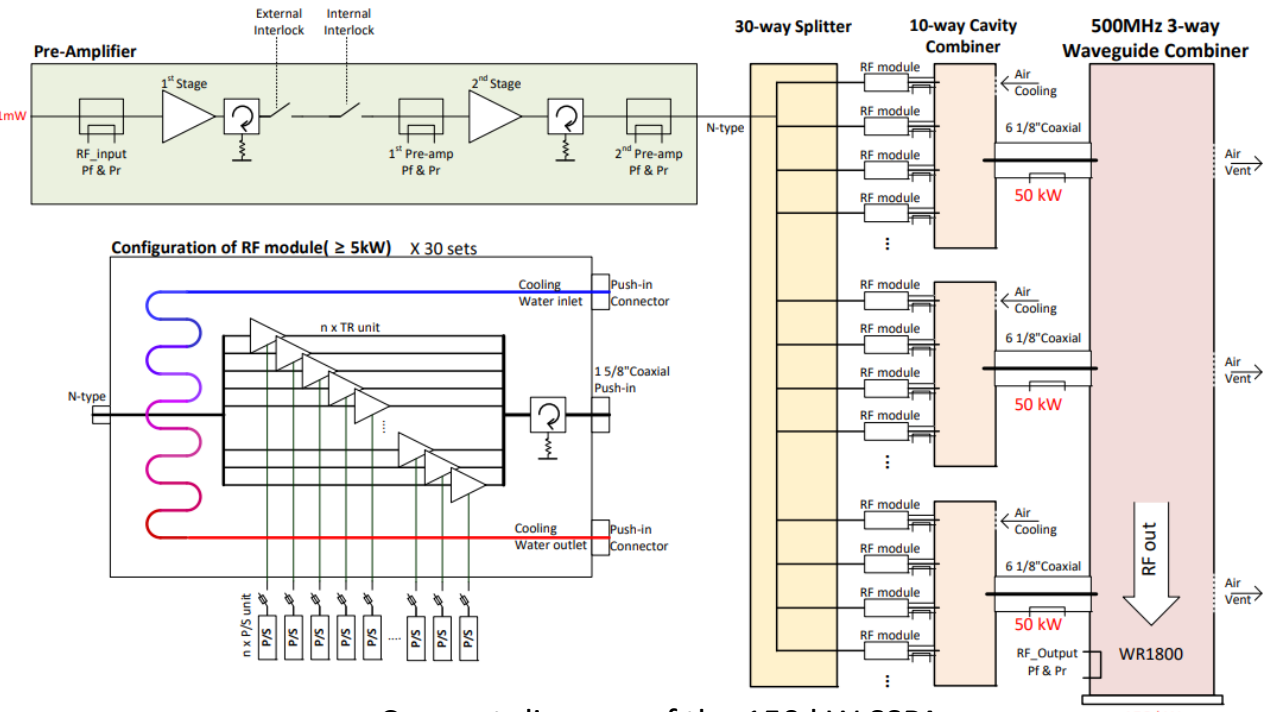 External
Interlock
Internal
Interlock
Pre-Amplifier
1st Stage
2nd Stage
1mW
RF_input
Pf & Pr
1st Pre-amp
Pf & Pr
2nd Pre-amp
Pf & Pr
N-type
Configuration of RF module( ≥ 5kW) X 30 sets
Cooling
Water inlet
Push-in
Connector
n x TR unit
1 5/8"Coaxial
Push-in
N-type
Cooling
Water outlet
Push-in
Connector
n x P/S unit
P/S
P/S
P/S
P/S
P/S
....
P/S
P/S
P/S
30-way Splitter
10-way Cavity
Combiner
500MHz 3-way
Waveguide Combiner
RF module
RF module
RF module
RF module
Air
Cooling
6 1/8"Coaxial
50 kW
Air
Vent
RF module
RF module
RF module
RF module
Air
Cooling
6 1/8"Coaxial
50 kW
Air
Vent
RF module
RF module
RF module
RF module
Air
Cooling
6 1/8"Coaxial
50 kW
Air
Vent
RF out
RF_Output
Pf & Pr
WR1800